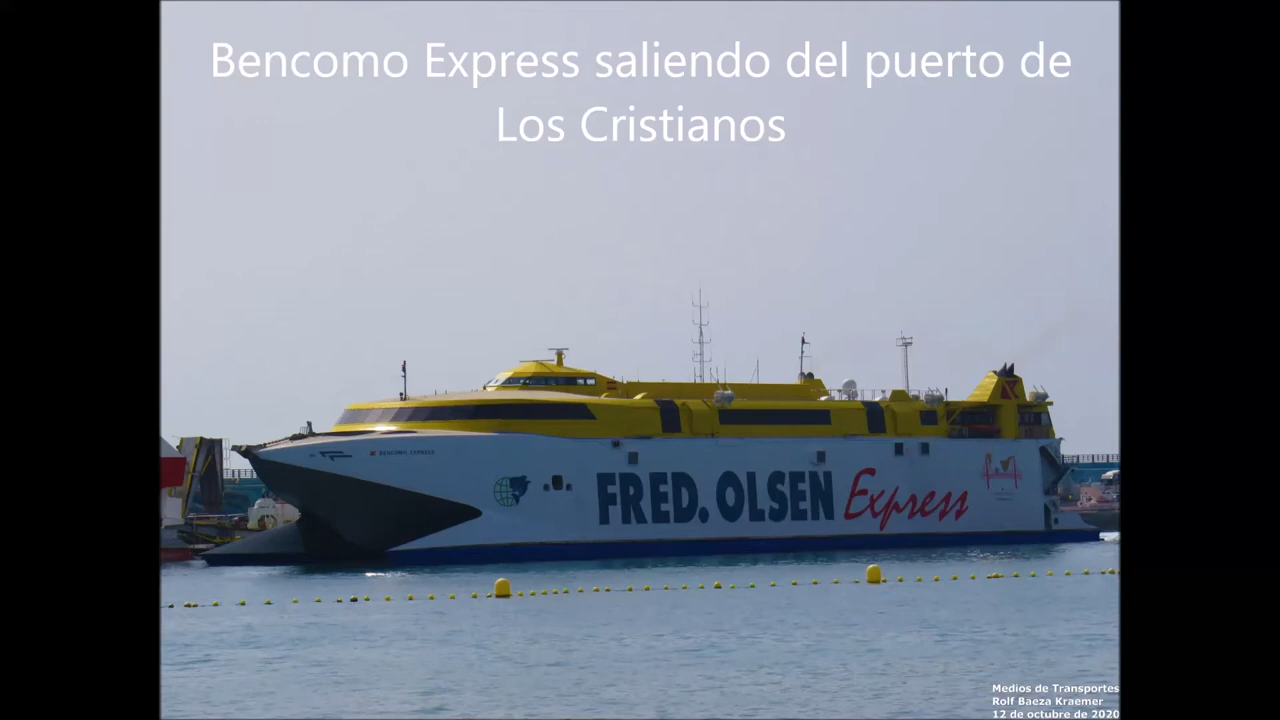 Bencomo Express saliendo del puerto de
Los Cristianos
BENCOMO EXPRESS
FRED. OLSEN Express
Medios de Transportes
Rolf Baeza Kraemer
12 de octubre de 2020